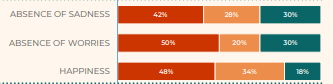 ABSENCE OF SADNESS 42% 28% 30%
ABSENCE OF WORRIES 50% 20% 30%
HAPPINESS 48% 34% 18%